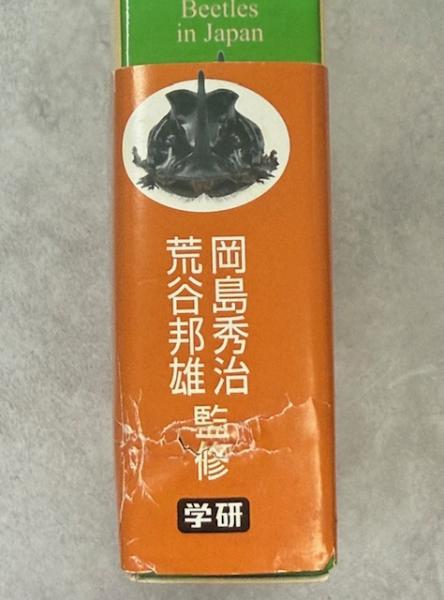 Beetles
in Japan
岡島秀治
荒谷邦雄
監修
学研